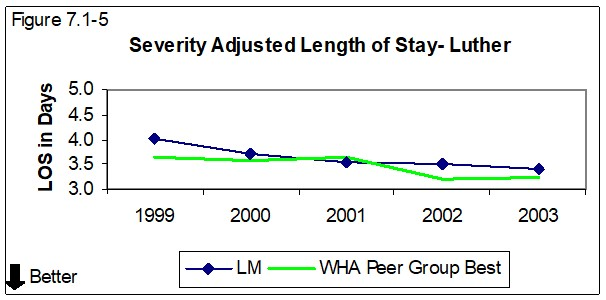 Figure 7.1-5
Severity Adjusted Length of Stay- Luther
LOS in Days
5.0
4.5
4.0
3.5
3.0
1999 2000 2001 2002 2003
LM WHA Peer Group Best
Better